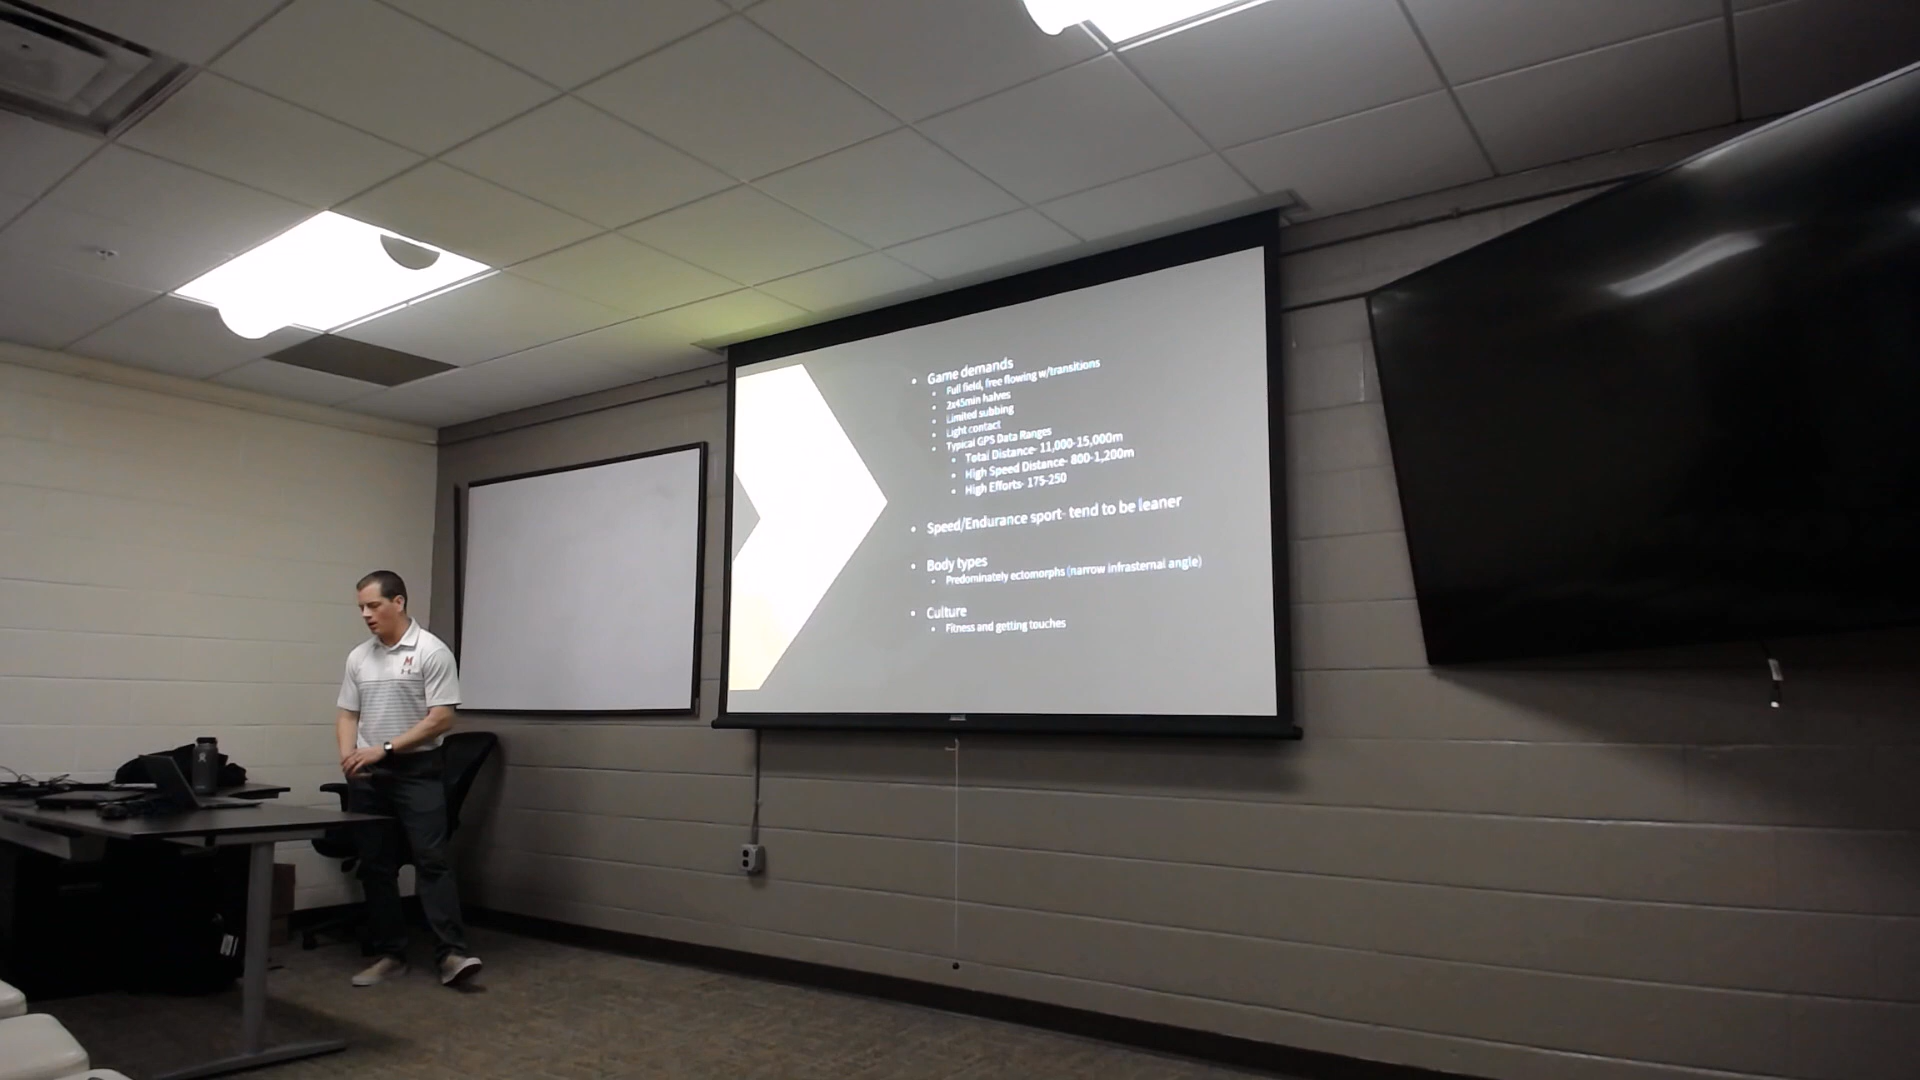 Game demands
Full field, free flowing w/transitions
2x45min halves
Limited subbing
Light contact
Typical GPS Data Ranges
Total Distance- 11,000-15,000m
High Speed Distance- 800-1,200m
High Efforts- 175-250
Speed/Endurance sport- tend to be leaner
Body types
Predominately ectomorphs (narrow infrasternal angle)
Culture
Fitness and getting touches
M